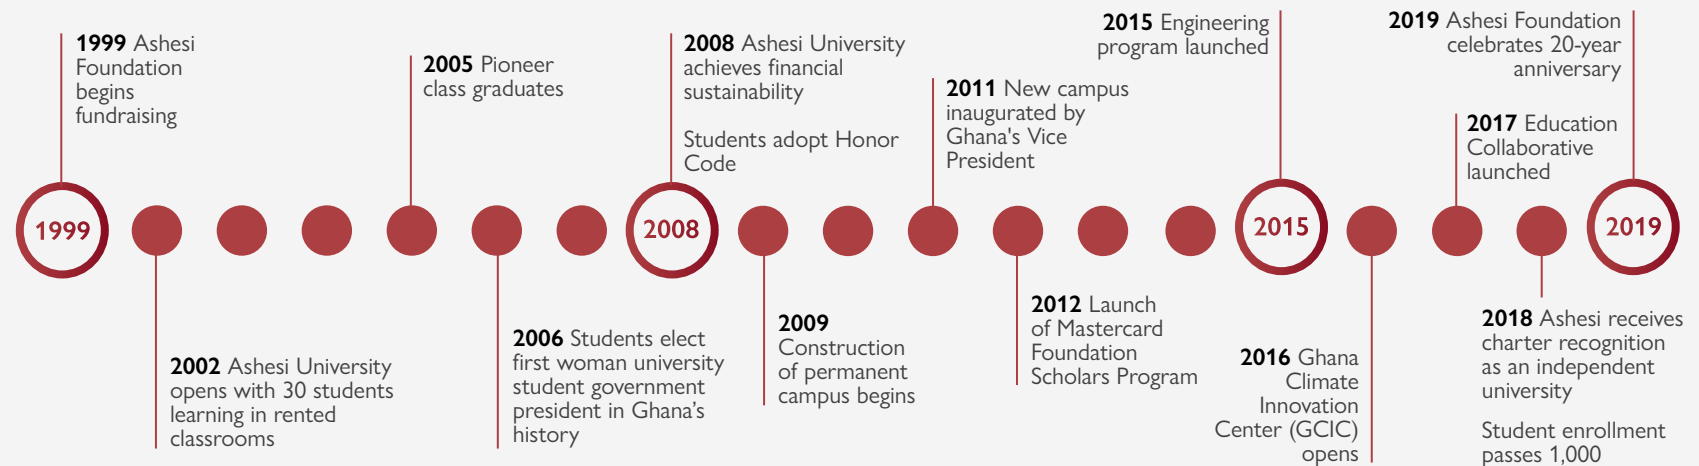 1999 Ashesi
Foundation
begins
fundraising
2002 Ashesi University
opens with 30 students
learning in rented
classrooms
2005 Pioneer
class graduates
2006 Students elect
first woman university
student government
president in Ghana’s
history
2008 Ashesi University
achieves financial
sustainability
Students adopt Honor
Code
2009
Construction
of permanent
campus begins
2011 New campus
inaugurated by
Ghana's Vice
President
2012 Launch
of Mastercard
Foundation
Scholars Program
2015 Engineering
program launched
2016 Ghana
Climate
Innovation
Center (GCIC)
opens
2017 Education
Collaborative
launched
2018 Ashesi receives
charter recognition
as an independent
university
Student enrollment
passes 1,000
2019 Ashesi Foundation
celebrates 20-year
anniversary
1999
2008
2015
2019